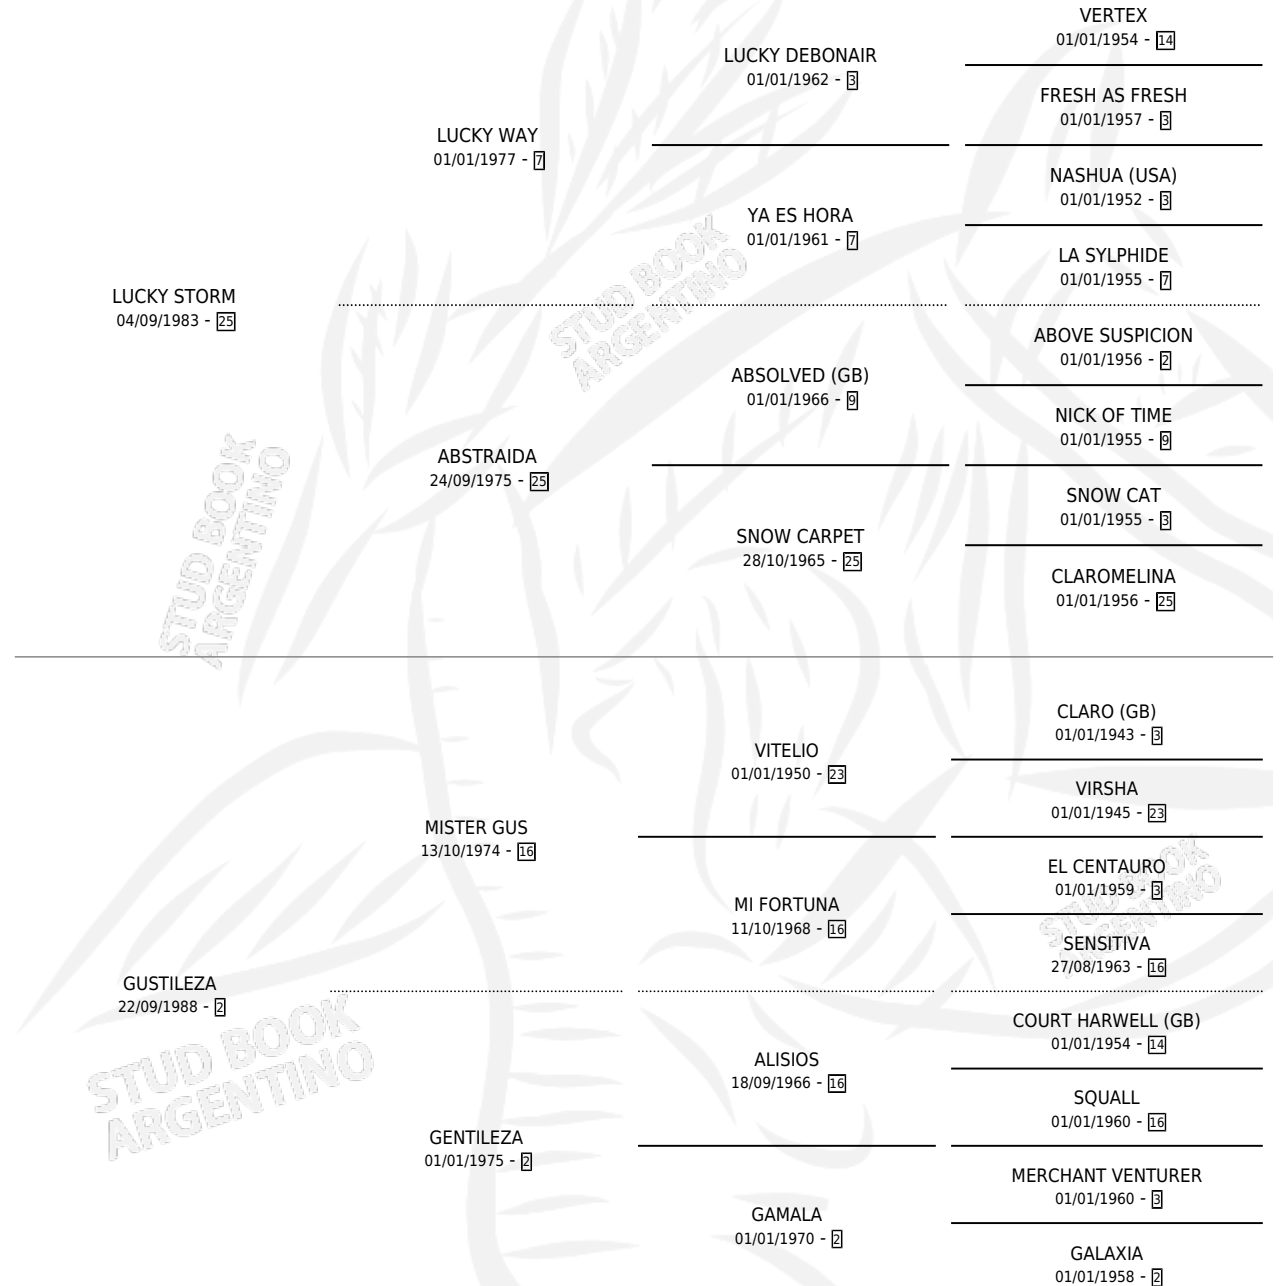 VERTEX
01/01/1954 - 14
LUCKY DEBONAIR
01/01/1962 - 3
FRESH AS FRESH
01/01/1957 - 3
LUCKY WAY
01/01/1977 - 7
NASHUA (USA)
01/01/1952 - 3
YA ES HORA
01/01/1961 - 7
LA SYLPHIDE
01/01/1955 - 7
LUCKY STORM
04/09/1983 - 25
STUD BOOK
ARGENTINO
ABOVE SUSPICION
01/01/1956 - 2
ABSOLVED (GB)
01/01/1966 - 9
NICK OF TIME
01/01/1955 - 9
ABSTRAIDA
24/09/1975 - 25
SNOW CAT
01/01/1955 - 3
SNOW CARPET
28/10/1965 - 25
CLAROMELINA
01/01/1956 - 25
STUD BOOK
ARGENTINO
CLARO (GB)
01/01/1943 - 3
VITELIO
01/01/1950 - 23
VIRSHA
01/01/1945 - 23
MISTER GUS
13/10/1974 - 16
EL CENTAURO
01/01/1959 - 3
MI FORTUNA
11/10/1968 - 16
SENSITIVA
27/08/1963 - 16
STUD BOOK
ARGENTINO
GUSTILEZA
22/09/1988 - 2
COURT HARWELL (GB)
01/01/1954 - 14
ALISIOS
18/09/1966 - 16
SQUALL
01/01/1960 - 16
STUD BOOK
ARGENTINO
GENTILEZA
01/01/1975 - 2
MERCHANT VENTURER
01/01/1960 - 3
GAMALA
01/01/1970 - 2
GALAXIA
01/01/1958 - 2